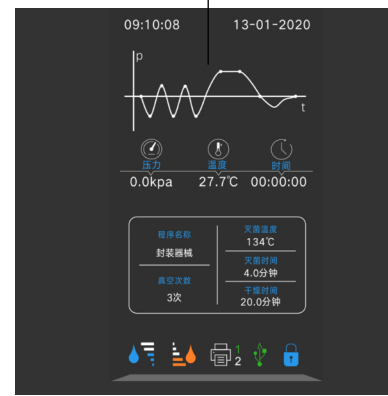 09:10:08 13-01-2020
p
t
压力 温度 时间
0.0kpa 27.7℃ 00:00:00
程序名称
封装器械
真空次数
3次
灭菌温度
134℃
灭菌时间
4.0分钟
干燥时间
20.0分钟
1
2